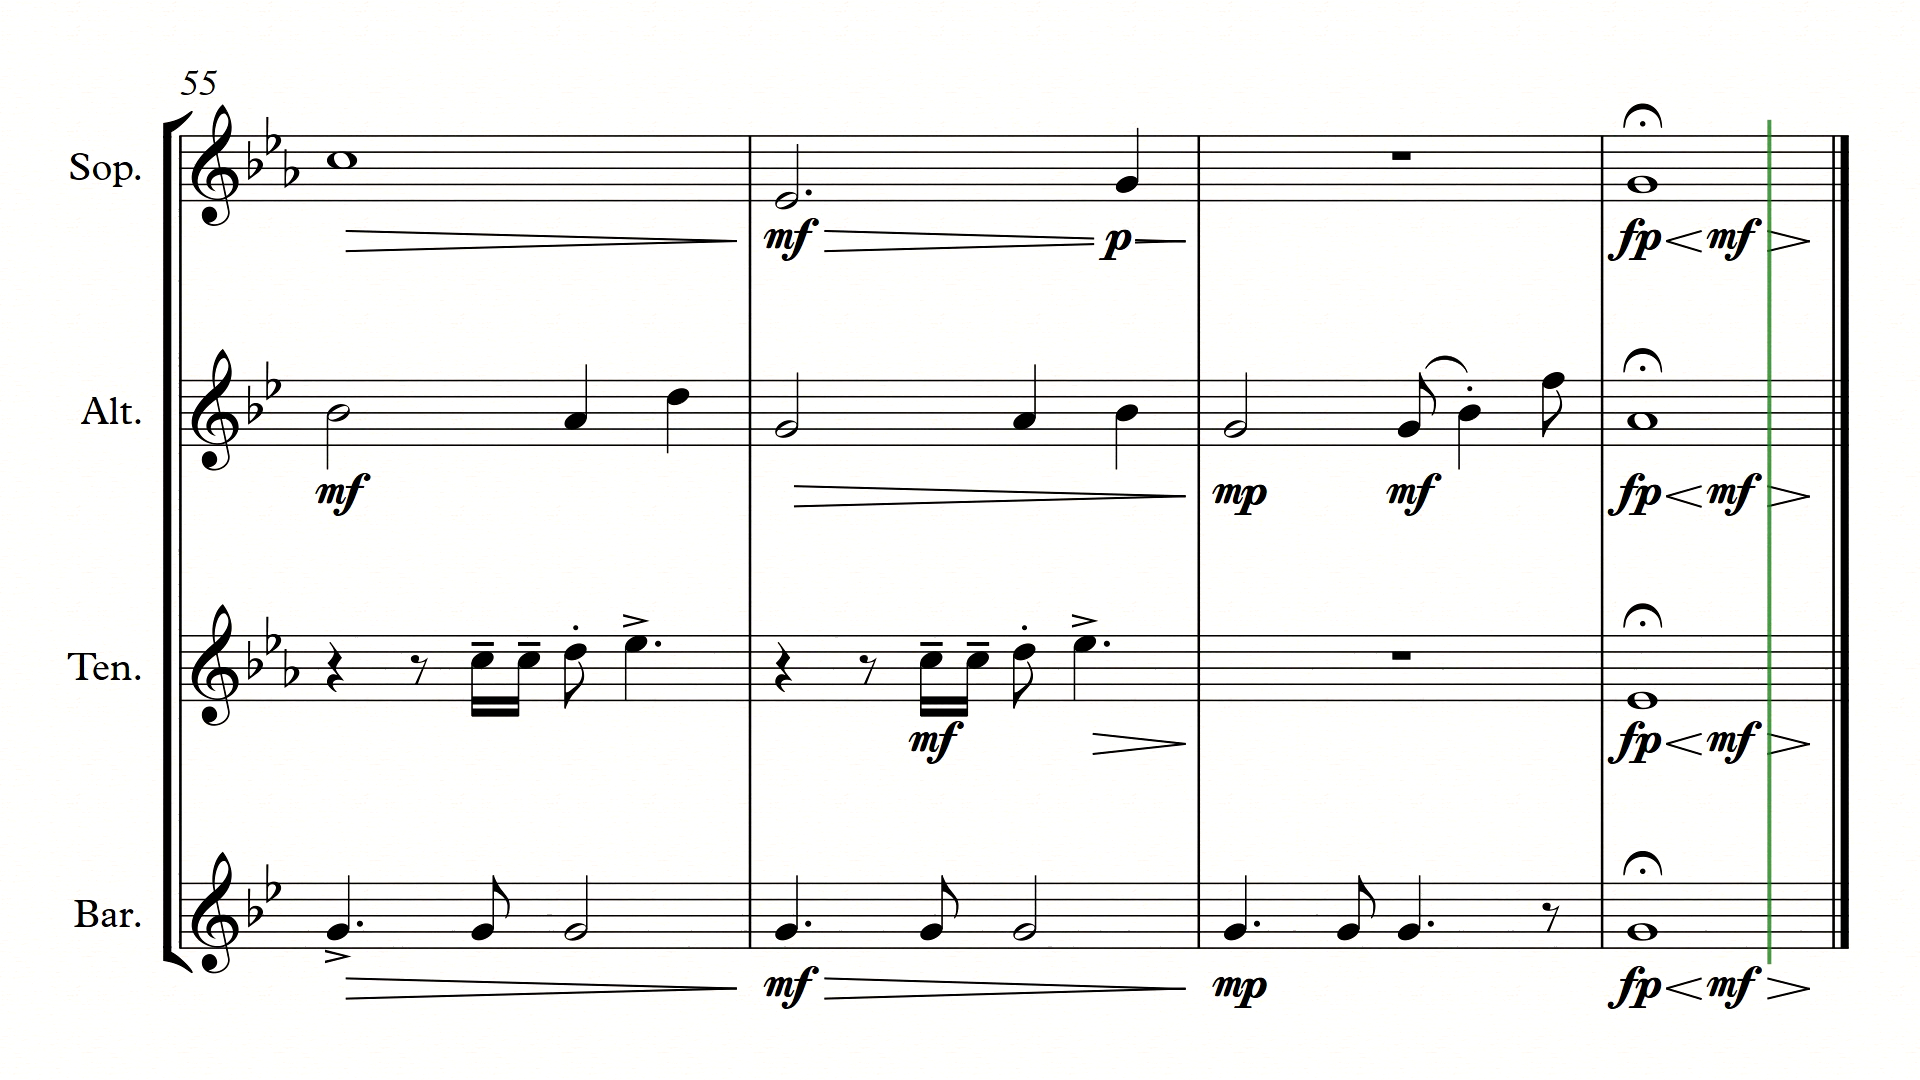 55
Sop.
mf p fp mf
Alt.
mf mp mf fp mf
Ten.
mf fp mf
Bar.
mf mp fp mf